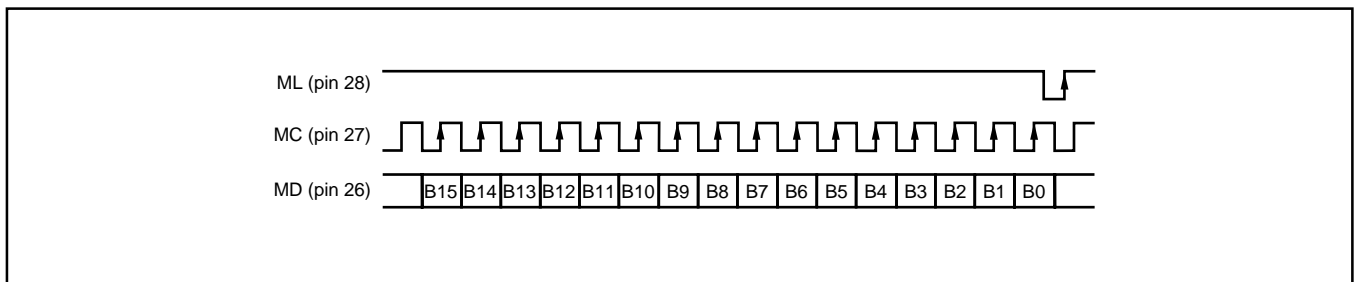 ML (pin 28)
MC (pin 27)
MD (pin 26)
B15 B14 B13 B12 B11 B10 B9 B8 B7 B6 B5 B4 B3 B2 B1 B0